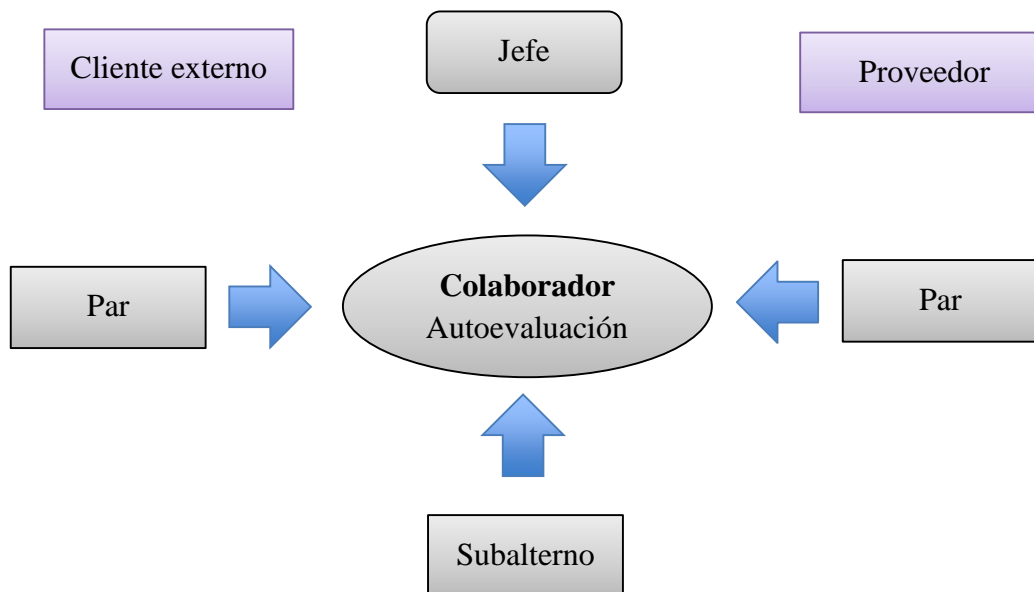 Cliente externo
Jefe
Proveedor
Par
Colaborador
Autoevaluación
Par
Subalterno